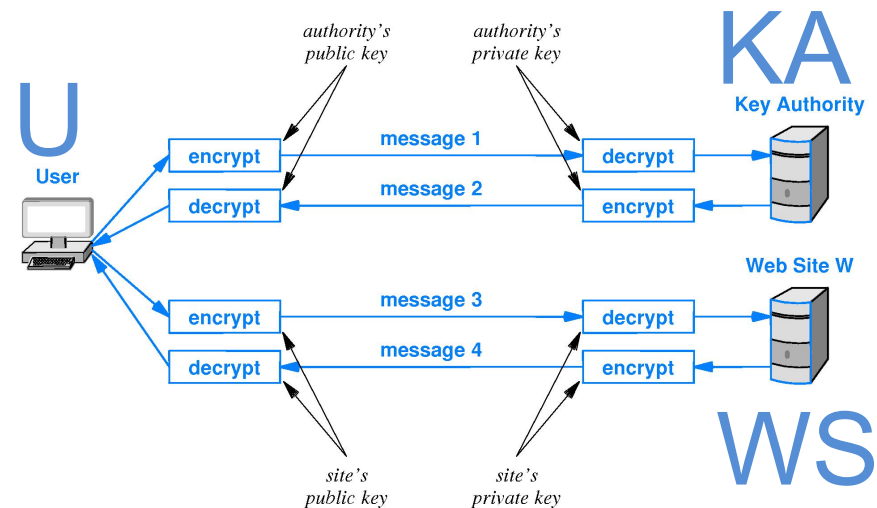 authority's
public key
authority's
private key
KA
Key Authority
U
User
encrypt
message 1
decrypt
decrypt
message 2
encrypt
Web Site W
encrypt
message 3
decrypt
decrypt
message 4
encrypt
WS
site's
public key
site's
private key